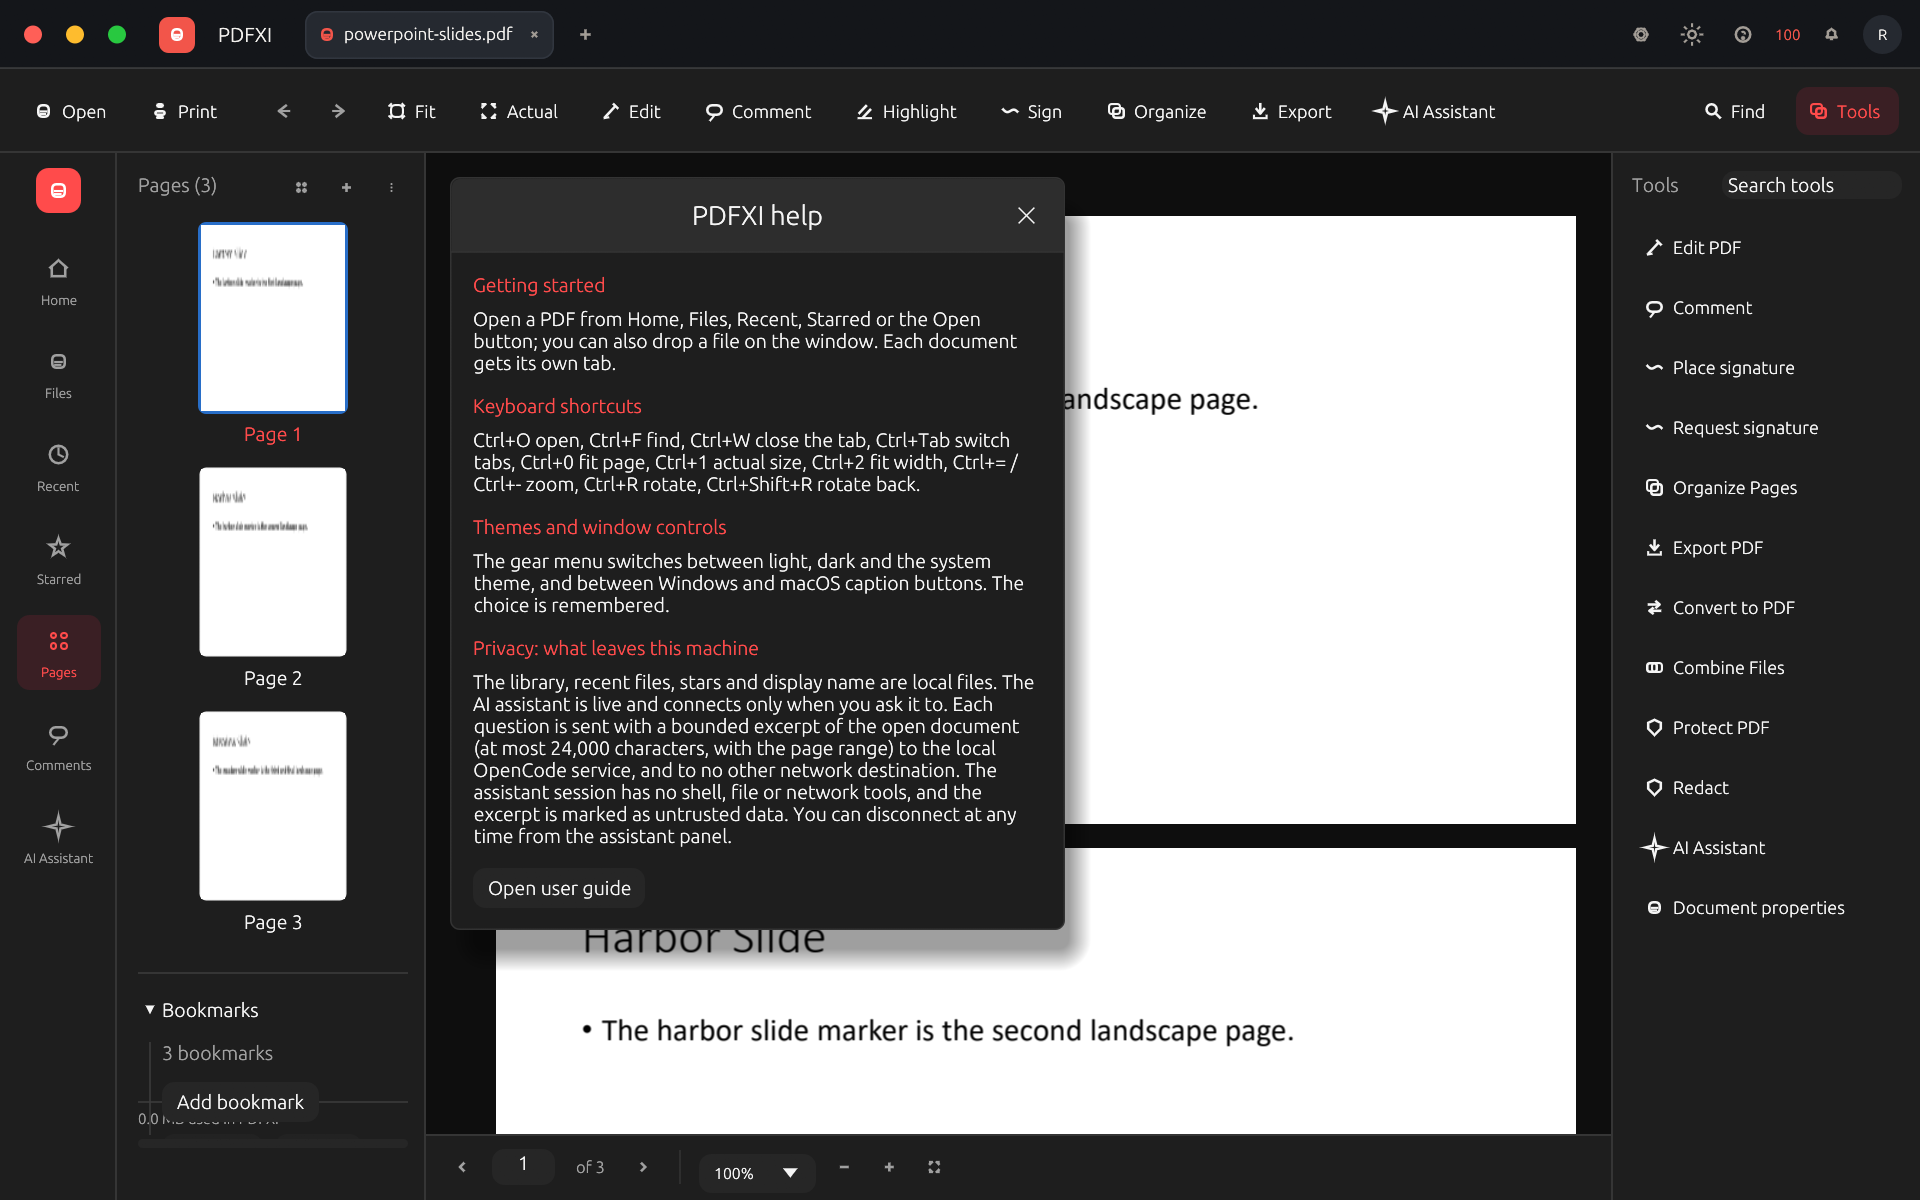 PDFXI
powerpoint-slides.pdf
100
R
Open
Print
Fit
Actual
Edit
Comment
Highlight
Sign
Organize
Export
AI Assistant
Find
Tools
Home
Files
Recent
Starred
Pages
Comments
AI Assistant
Pages (3)
Page 1
Page 2
Page 3
Bookmarks
3 bookmarks
Add bookmark
0.0
PDFXI help
Getting started
Open a PDF from Home, Files, Recent, Starred or the Open
button; you can also drop a file on the window. Each document
gets its own tab.
Keyboard shortcuts
Ctrl+O open, Ctrl+F find, Ctrl+W close the tab, Ctrl+Tab switch
tabs, Ctrl+0 fit page, Ctrl+1 actual size, Ctrl+2 fit width, Ctrl+= /
Ctrl+- zoom, Ctrl+R rotate, Ctrl+Shift+R rotate back.
Themes and window controls
The gear menu switches between light, dark and the system
theme, and between Windows and macOS caption buttons. The
choice is remembered.
Privacy: what leaves this machine
The library, recent files, stars and display name are local files. The
AI assistant is live and connects only when you ask it to. Each
question is sent with a bounded excerpt of the open document
(at most 24,000 characters, with the page range) to the local
OpenCode service, and to no other network destination. The
assistant session has no shell, file or network tools, and the
excerpt is marked as untrusted data. You can disconnect at any
time from the assistant panel.
Open user guide
andscape page.
Harbor Slide
• The harbor slide marker is the second landscape page.
1
of 3
100%
Tools
Search tools
Edit PDF
Comment
Place signature
Request signature
Organize Pages
Export PDF
Convert to PDF
Combine Files
Protect PDF
Redact
AI Assistant
Document properties